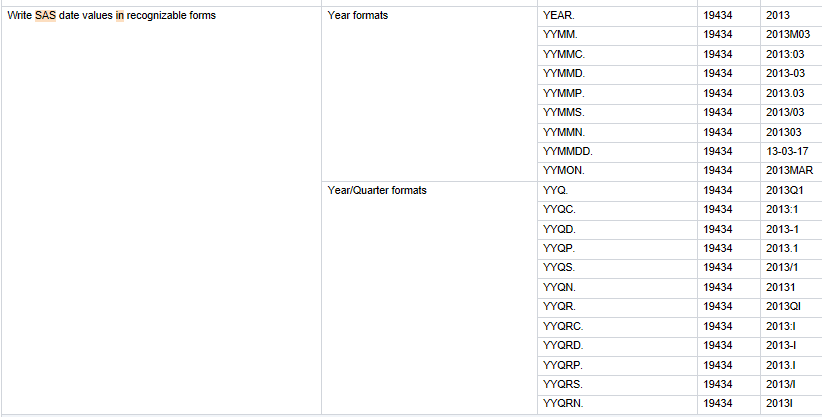 Write SAS date values in recognizable forms Year formats YEAR. 19434 2013
YYMM. 19434 2013M03
YYMMC. 19434 2013:03
YYMMD. 19434 2013-03
YYMMP. 19434 2013.03
YYMMS. 19434 2013/03
YYMMN. 19434 201303
YYMMDD. 19434 13-03-17
YYMON. 19434 2013MAR
Year/Quarter formats YYQ. 19434 2013Q1
YYQC. 19434 2013:1
YYQD. 19434 2013-1
YYQP. 19434 2013.1
YYQS. 19434 2013/1
YYQN. 19434 20131
YYQR. 19434 2013QI
YYQRC. 19434 2013:I
YYQRD. 19434 2013-I
YYQRP. 19434 2013.I
YYQRS. 19434 2013/I
YYQRN. 19434 2013I